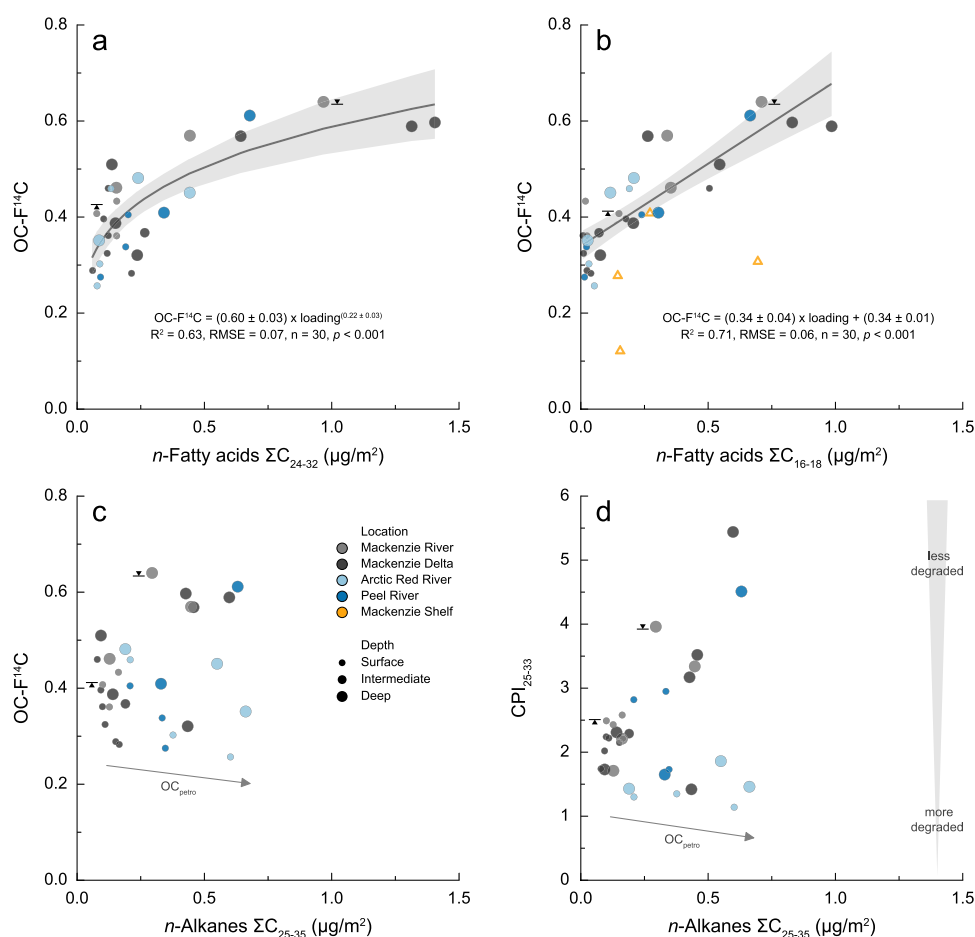 a
0.8
0.6
0.4
0.2
0.0
OC-F¹⁴C
OC-F¹⁴C = (0.60 ± 0.03) x loading⁽⁰·²² ± ⁰·⁰³⁾
R² = 0.63, RMSE = 0.07, n = 30, p < 0.001
0.0 0.5 1.0 1.5
n-Fatty acids ΣC₂₄₋₃₂ (µg/m²)
b
0.8
0.6
0.4
0.2
0.0
OC-F¹⁴C
OC-F¹⁴C = (0.34 ± 0.04) x loading + (0.34 ± 0.01)
R² = 0.71, RMSE = 0.06, n = 30, p < 0.001
0.0 0.5 1.0 1.5
n-Fatty acids ΣC₁₆₋₁₈ (µg/m²)
c
0.8
0.6
0.4
0.2
0.0
OC-F¹⁴C
Location
Mackenzie River
Mackenzie Delta
Arctic Red River
Peel River
Mackenzie Shelf
Depth
Surface
Intermediate
Deep
OCpetro
0.0 0.5 1.0 1.5
n-Alkanes ΣC₂₅₋₃₅ (µg/m²)
d
6
5
4
3
2
1
0
CPI₂₅₋₃₃
less
degraded
more
degraded
OCpetro
0.0 0.5 1.0 1.5
n-Alkanes ΣC₂₅₋₃₅ (µg/m²)